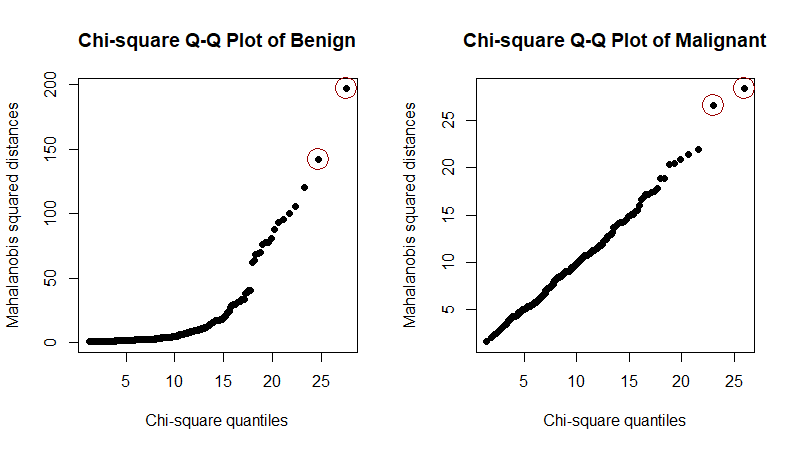 Chi-square Q-Q Plot of Benign
Mahalanobis squared distances
200
150
100
50
0
5 10 15 20 25
Chi-square quantiles
Chi-square Q-Q Plot of Malignant
Mahalanobis squared distances
25
20
15
10
5
5 10 15 20 25
Chi-square quantiles